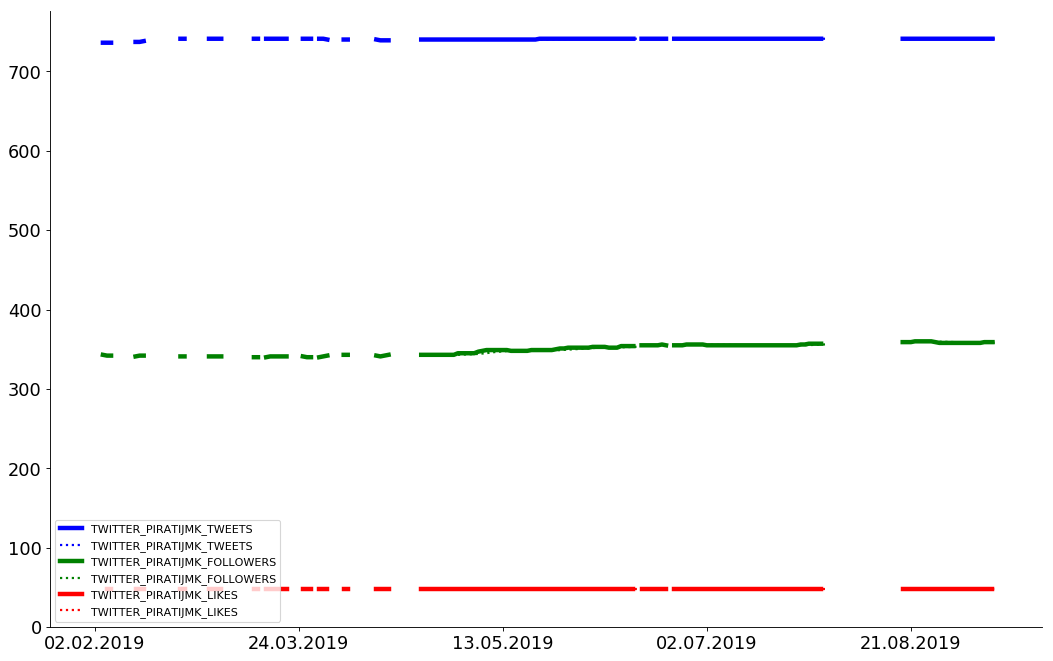 700
600
500
400
300
200
100
0
TWITTER_PIRATIJMK_TWEETS
TWITTER_PIRATIJMK_TWEETS
TWITTER_PIRATIJMK_FOLLOWERS
TWITTER_PIRATIJMK_FOLLOWERS
TWITTER_PIRATIJMK_LIKES
TWITTER_PIRATIJMK_LIKES
02.02.2019 24.03.2019 13.05.2019 02.07.2019 21.08.2019